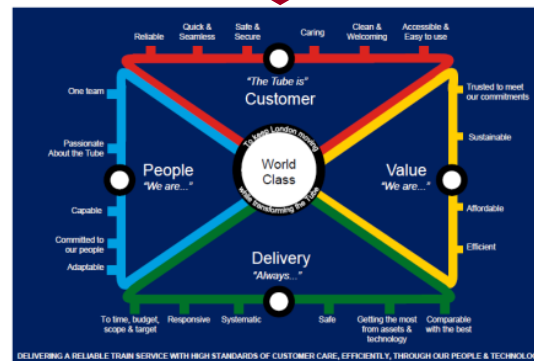 Reliable
Quick &
Seamless
Safe &
Secure
Caring
Clean &
Welcoming
Accessible &
Easy to use
"The Tube is"
Customer
One team
Passionate
About the Tube
People
"We are..."
Capable
Committed to
our people
Adaptable
To keep London moving
World
Class
while transforming the Tube
Value
"We are..."
Trusted to meet
our commitments
Sustainable
Affordable
Efficient
Delivery
"Always..."
To time, budget,
scope & target
Responsive
Systematic
Safe
Getting the most
from assets &
technology
Comparable
with the best
DELIVERING A RELIABLE TRAIN SERVICE WITH HIGH STANDARDS OF CUSTOMER CARE, EFFICIENTLY, THROUGH OUR PEOPLE & TECHNOLO